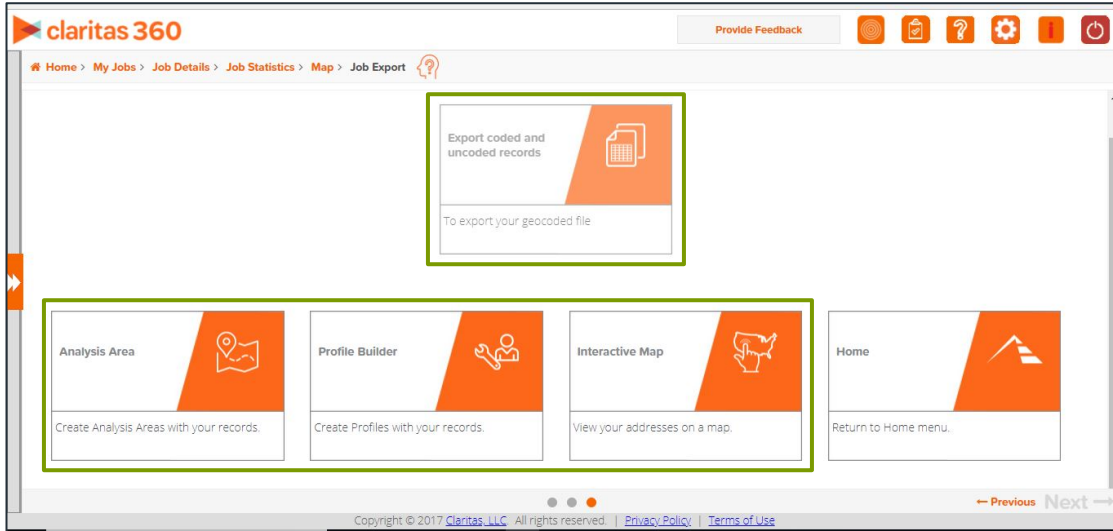 claritas 360
Provide Feedback
Home > My Jobs > Job Details > Job Statistics > Map > Job Export
Export coded and
uncoded records
To export your geocoded file
Analysis Area
Profile Builder
Interactive Map
Home
Create Analysis Areas with your records.
Create Profiles with your records.
View your addresses on a map.
Return to Home menu.
← Previous Next →
Copyright © 2017 Claritas, LLC All rights reserved. | Privacy Policy | Terms of Use